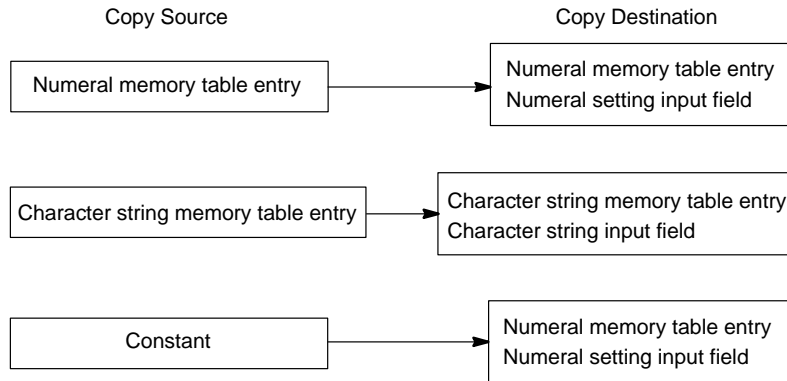 Copy Source
Copy Destination
Numeral memory table entry
Numeral memory table entry
Numeral setting input field
Character string memory table entry
Character string memory table entry
Character string input field
Constant
Numeral memory table entry
Numeral setting input field